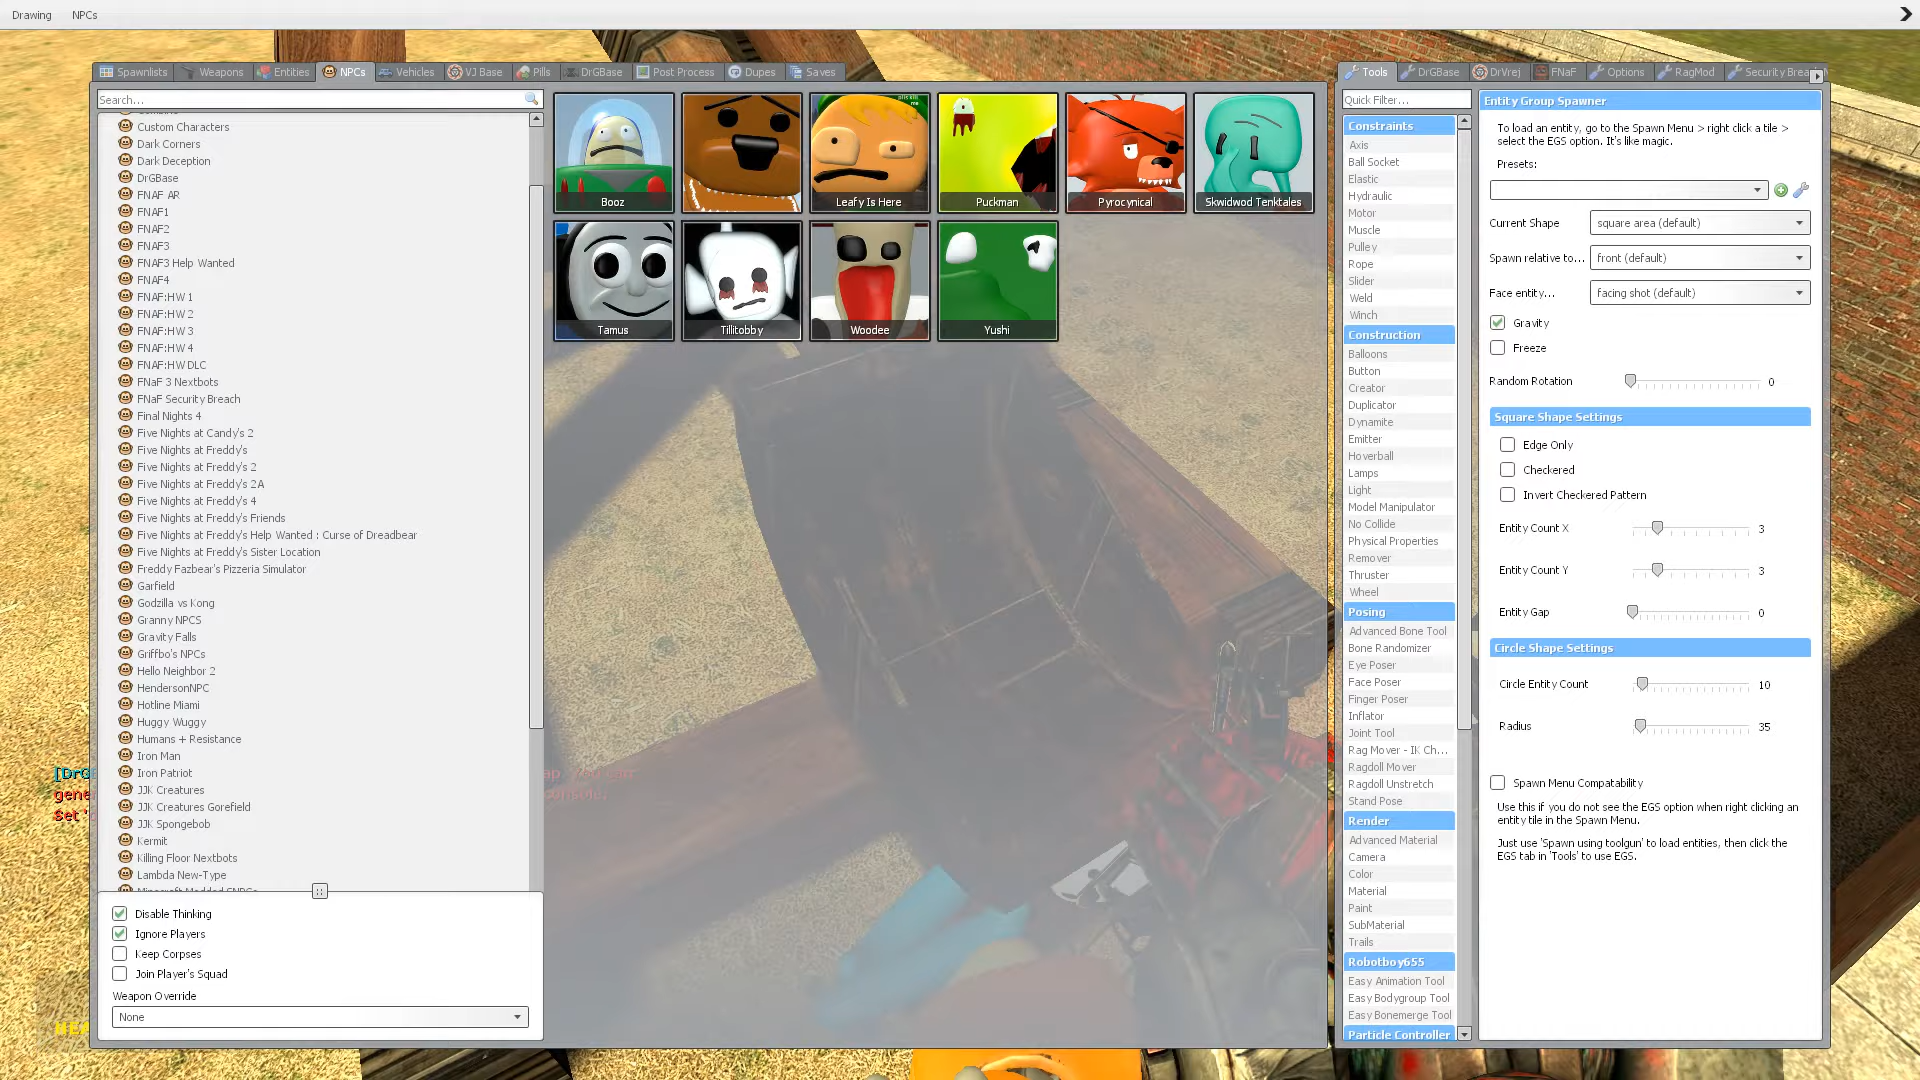 Drawing NPCs
Spawnlists Weapons Entities NPCs Vehicles VJ Base Pills DrGBase Post Process Dupes Saves
Search...
Custom Characters
Dark Corners
Dark Deception
DrGBase
FNAF AR
FNAF1
FNAF2
FNAF3
FNAF3 Help Wanted
FNAF4
FNAF:HW 1
FNAF:HW 2
FNAF:HW 3
FNAF:HW 4
FNAF:HW DLC
FNaF 3 Nextbots
FNaF Security Breach
Final Nights 4
Five Nights at Candy's 2
Five Nights at Freddy's
Five Nights at Freddy's 2
Five Nights at Freddy's 2A
Five Nights at Freddy's 4
Five Nights at Freddy's Friends
Five Nights at Freddy's Help Wanted : Curse of Dreadbear
Five Nights at Freddy's Sister Location
Freddy Fazbear's Pizzeria Simulator
Garfield
Godzilla vs Kong
Granny NPCS
Gravity Falls
Griffbo's NPCs
Hello Neighbor 2
HendersonNPC
Hotline Miami
Huggy Wuggy
Humans + Resistance
Iron Man
Iron Patriot
JJK Creatures
JJK Creatures Gorefield
JJK Spongebob
Kermit
Killing Floor Nextbots
Lambda New-Type
Disable Thinking
Ignore Players
Keep Corpses
Join Player's Squad
Weapon Override
None
Booz
Leafy Is Here
Puckman
Pyrocynical
Skwidwod Tenktales
Tamus
Tillitobby
Woodee
Yushi
[DrG
gene ap. You can
Set console.
Tools DrGBase DrVrej FNaF Options RagMod Security Brea
Quick Filter...
Constraints
Axis
Ball Socket
Elastic
Hydraulic
Motor
Muscle
Pulley
Rope
Slider
Weld
Winch
Construction
Balloons
Button
Creator
Duplicator
Dynamite
Emitter
Hoverball
Lamps
Light
Model Manipulator
No Collide
Physical Properties
Remover
Thruster
Wheel
Posing
Advanced Bone Tool
Bone Randomizer
Eye Poser
Face Poser
Finger Poser
Inflator
Joint Tool
Rag Mover - IK Ch...
Ragdoll Mover
Ragdoll Unstretch
Stand Pose
Render
Advanced Material
Camera
Color
Material
Paint
SubMaterial
Trails
Robotboy655
Easy Animation Tool
Easy Bodygroup Tool
Easy Bonemerge Tool
Particle Controller
Entity Group Spawner
To load an entity, go to the Spawn Menu > right click a tile >
select the EGS option. It's like magic.
Presets:
Current Shape square area (default)
Spawn relative to... front (default)
Face entity... facing shot (default)
Gravity
Freeze
Random Rotation 0
Square Shape Settings
Edge Only
Checkered
Invert Checkered Pattern
Entity Count X 3
Entity Count Y 3
Entity Gap 0
Circle Shape Settings
Circle Entity Count 10
Radius 35
Spawn Menu Compatability
Use this if you do not see the EGS option when right clicking an
entity tile in the Spawn Menu.
Just use 'Spawn using toolgun' to load entities, then click the
EGS tab in 'Tools' to use EGS.